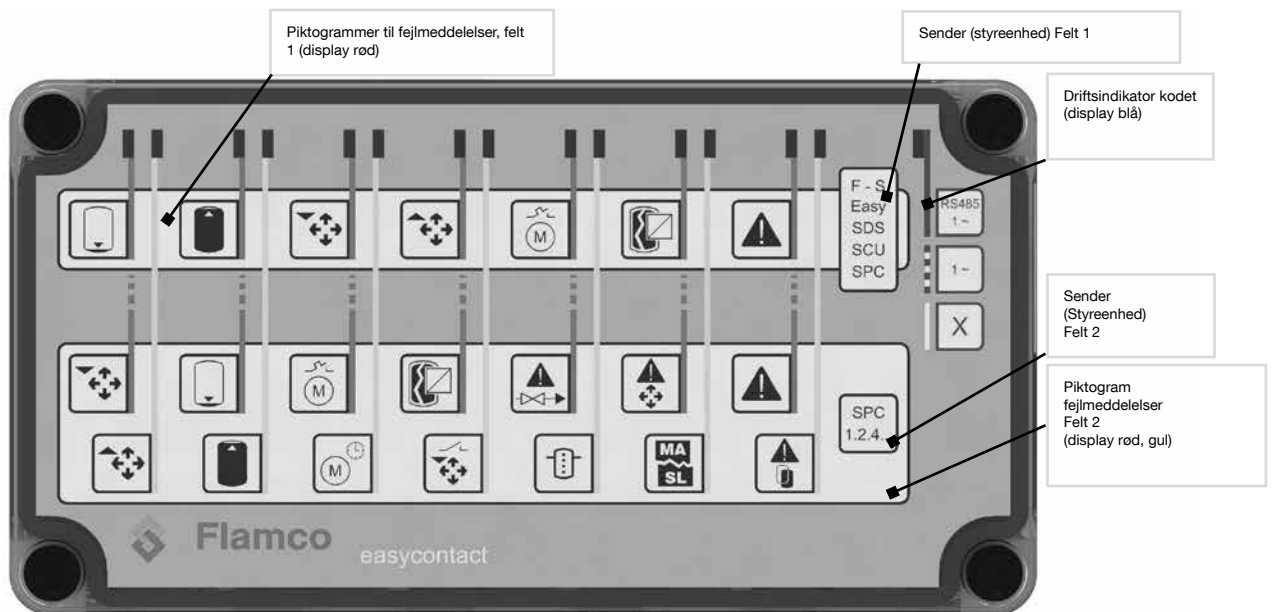 Piktogrammer til fejlmeddelelser, felt
1 (display rød)
Sender (styreenhed) Felt 1
Driftsindikator kodet
(display blå)
F - S
Easy
SDS
SCU
SPC
RS485
1 ~
M
1 ~
X
Sender
(Styreenhed)
Felt 2
M
SPC
1.2.4.
Piktogram
fejlmeddelelser
Felt 2
(display rød, gul)
M
MA
SL
Flamco
easycontact